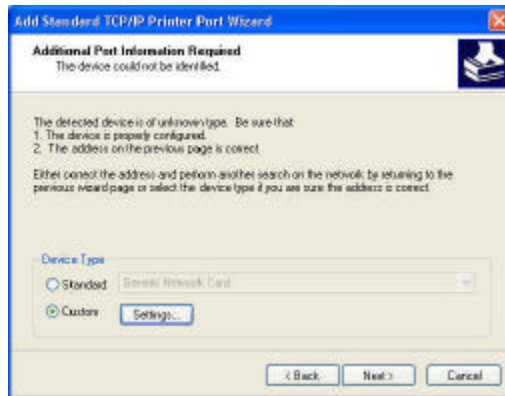 Add Standard TCP/IP Printer Port Wizard
Additional Port Information Required
The device could not be identified.
The detected device is of unknown type. Be sure that:
1. The device is properly configured.
2. The address on the previous page is correct.
Either correct the address and perform another search on the network by returning to the
previous wizard page or select the device type if you are sure the address is correct.
Device Type
Standard
Generic Network Card
Custom
Settings...
< Back
Next >
Cancel